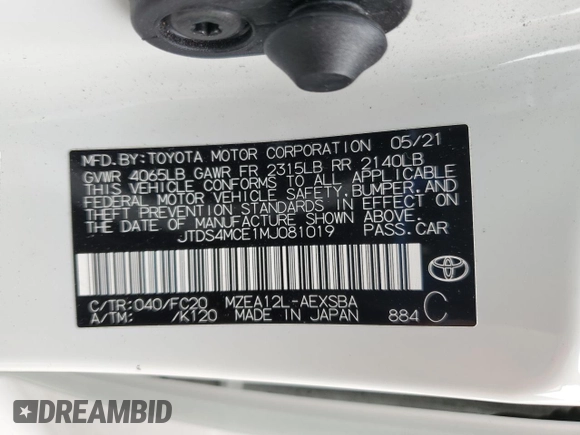 MFD. BY:TOYOTA MOTOR CORPORATION 05/21
GVWR 4065LB GAWR FR 2315LB RR 2140LB
THIS VEHICLE CONFORMS TO ALL APPLICABLE
FEDERAL MOTOR VEHICLE SAFETY,BUMPER,AND
THEFT PREVENTION STANDARDS IN EFFECT ON
THE DATE OF MANUFACTURE SHOWN ABOVE.
JTDS4MCE1MJ081019 PASS.CAR
C/TR:040/FC20 MZEA12L-AEXSBA C
A/TM: /K120 MADE IN JAPAN 884
DREAMBID